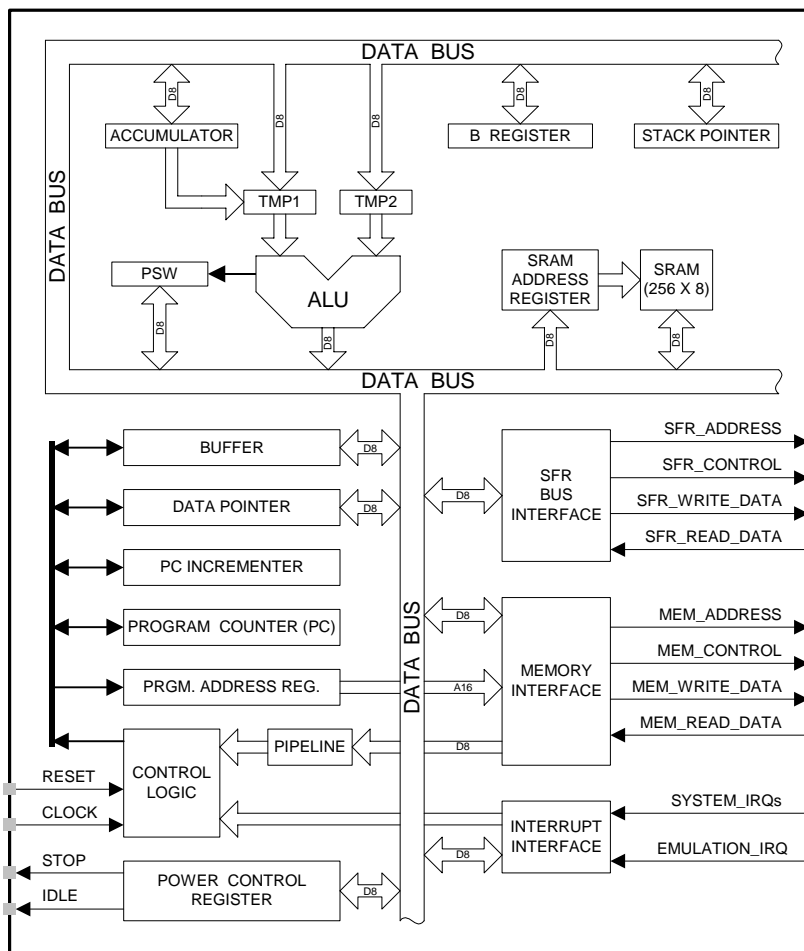 DATA BUS
D8
D8
D8
D8
D8
ACCUMULATOR
B REGISTER
STACK POINTER
DATA BUS
TMP1
TMP2
PSW
ALU
SRAM
ADDRESS
REGISTER
SRAM
(256 X 8)
D8
D8
D8
D8
DATA BUS
BUFFER
D8
DATA POINTER
D8
PC INCREMENTER
PROGRAM COUNTER (PC)
PRGM. ADDRESS REG.
A16
DATA BUS
D8
SFR
BUS
INTERFACE
SFR_ADDRESS
SFR_CONTROL
SFR_WRITE_DATA
SFR_READ_DATA
D8
MEMORY
INTERFACE
MEM_ADDRESS
MEM_CONTROL
MEM_WRITE_DATA
MEM_READ_DATA
CONTROL
LOGIC
PIPELINE
D8
RESET
CLOCK
STOP
IDLE
POWER CONTROL
REGISTER
D8
D8
INTERRUPT
INTERFACE
SYSTEM_IRQs
EMULATION_IRQ